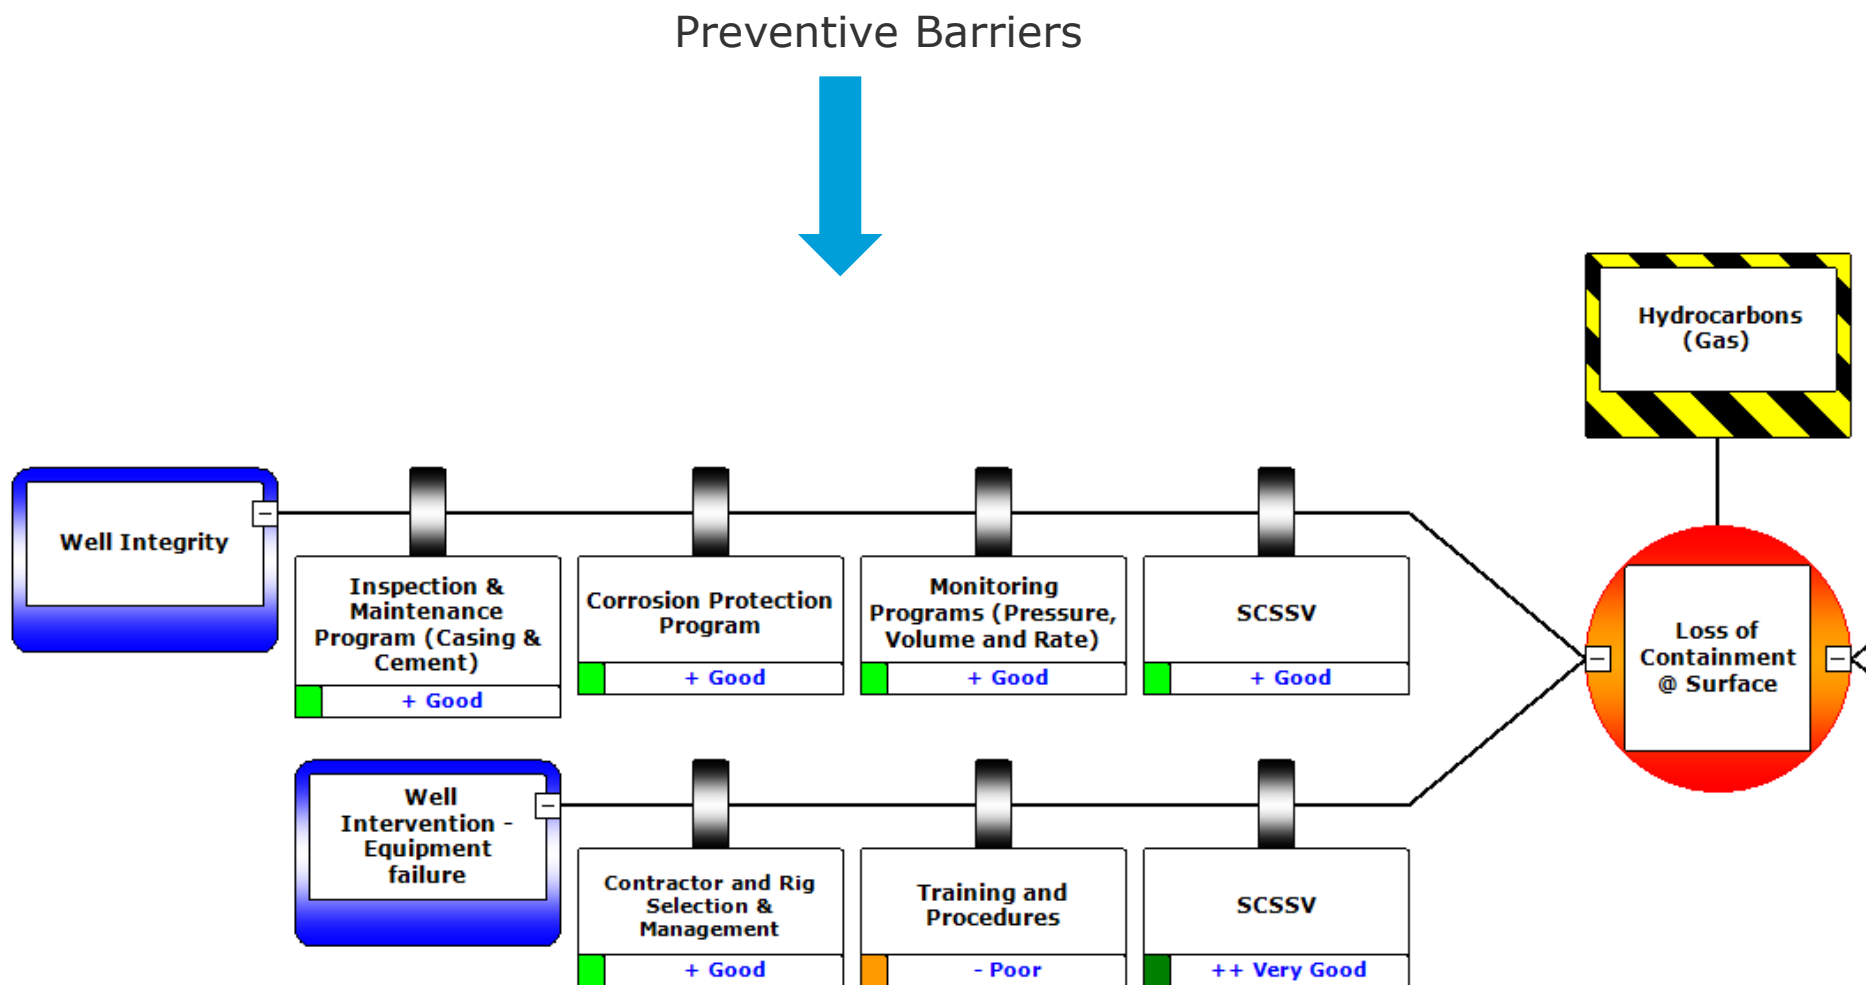 Preventive Barriers
Hydrocarbons
(Gas)
Well Integrity
Inspection &
Maintenance
Program (Casing &
Cement)
+ Good
Corrosion Protection
Program
+ Good
Monitoring
Programs (Pressure,
Volume and Rate)
+ Good
SCSSV
+ Good
Loss of
Containment
@ Surface
Well
Intervention -
Equipment
failure
Contractor and Rig
Selection &
Management
+ Good
Training and
Procedures
- Poor
SCSSV
++ Very Good